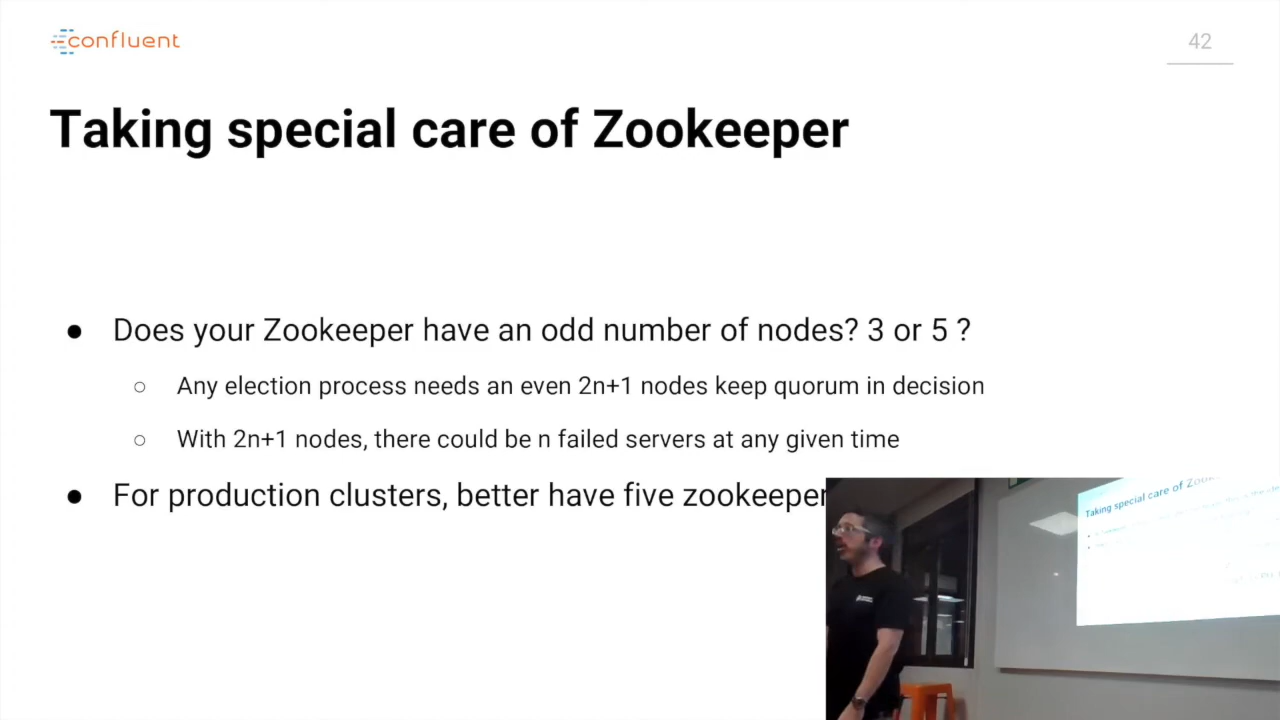 confluent
42
Taking special care of Zookeeper
● Does your Zookeeper have an odd number of nodes? 3 or 5 ?
○ Any election process needs an even 2n+1 nodes keep quorum in decision
○ With 2n+1 nodes, there could be n failed servers at any given time
● For production clusters, better have five zookeeper
Taking special care of